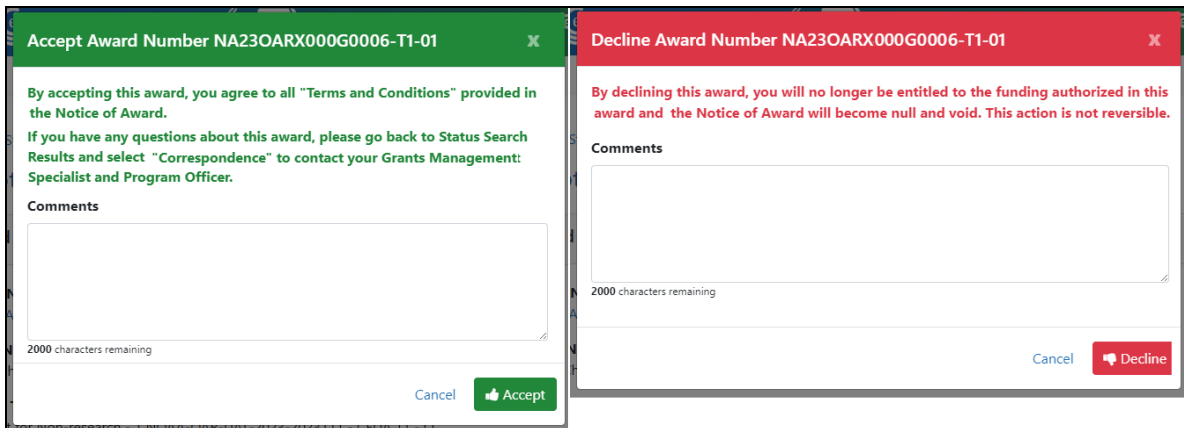 Accept Award Number NA23OARX000G0006-T1-01 X
By accepting this award, you agree to all "Terms and Conditions" provided in
the Notice of Award.
If you have any questions about this award, please go back to Status Search
Results and select "Correspondence" to contact your Grants Management
Specialist and Program Officer.
Comments
2000 characters remaining
Cancel Accept
Decline Award Number NA23OARX000G0006-T1-01 X
By declining this award, you will no longer be entitled to the funding authorized in this
award and the Notice of Award will become null and void. This action is not reversible.
Comments
2000 characters remaining
Cancel Decline